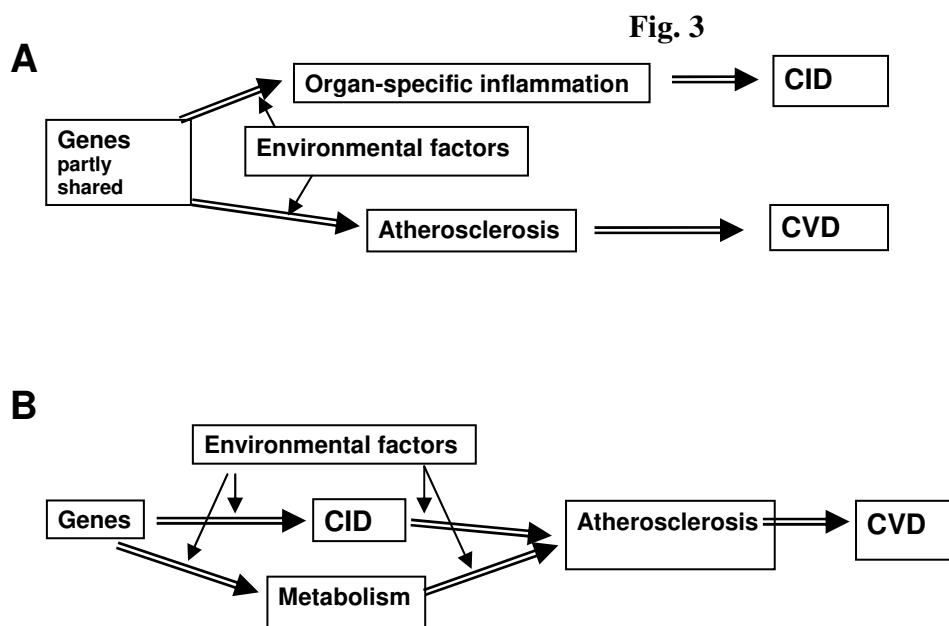 Fig. 3
A
Organ-specific inflammation
CID
Genes
partly
shared
Environmental factors
Atherosclerosis
CVD
B
Environmental factors
Genes
CID
Atherosclerosis
CVD
Metabolism